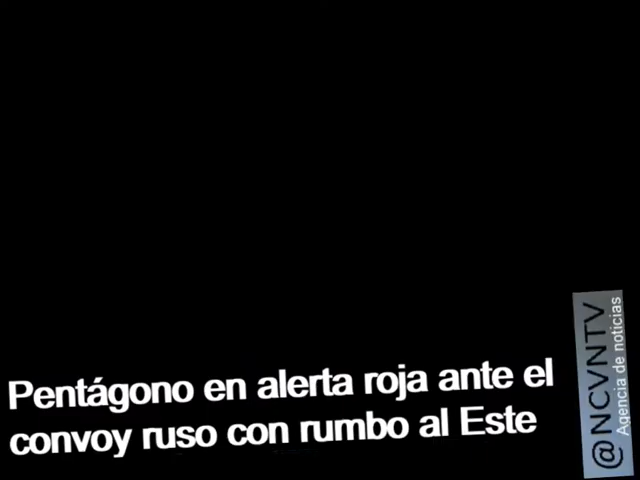 Pentágono en alerta roja ante el
convoy ruso con rumbo al Este
@NCVNTV
Agencia de noticias